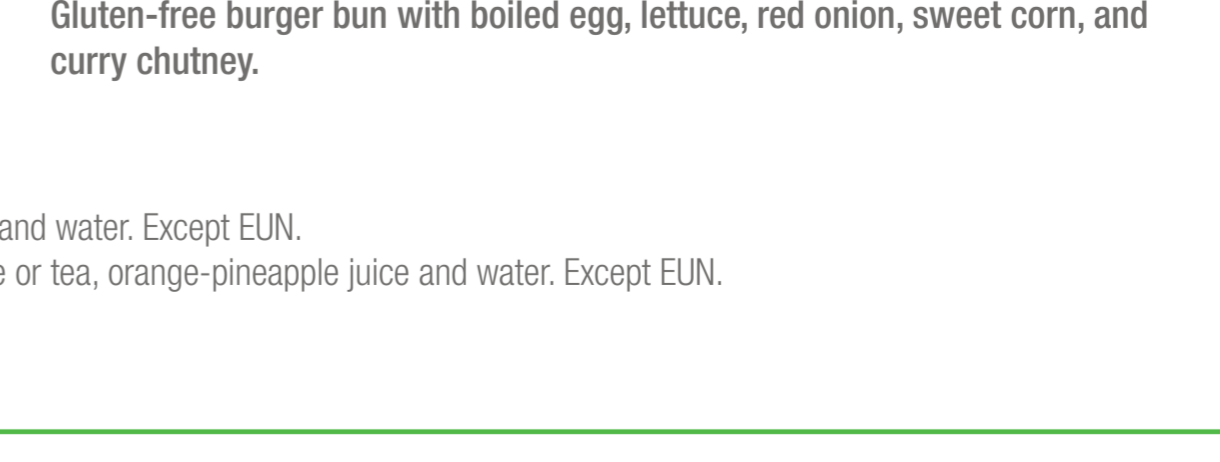 Gluten-free burger bun with boiled egg, lettuce, red onion, sweet corn, and
curry chutney.
and water. Except EUN.
or tea, orange-pineapple juice and water. Except EUN.